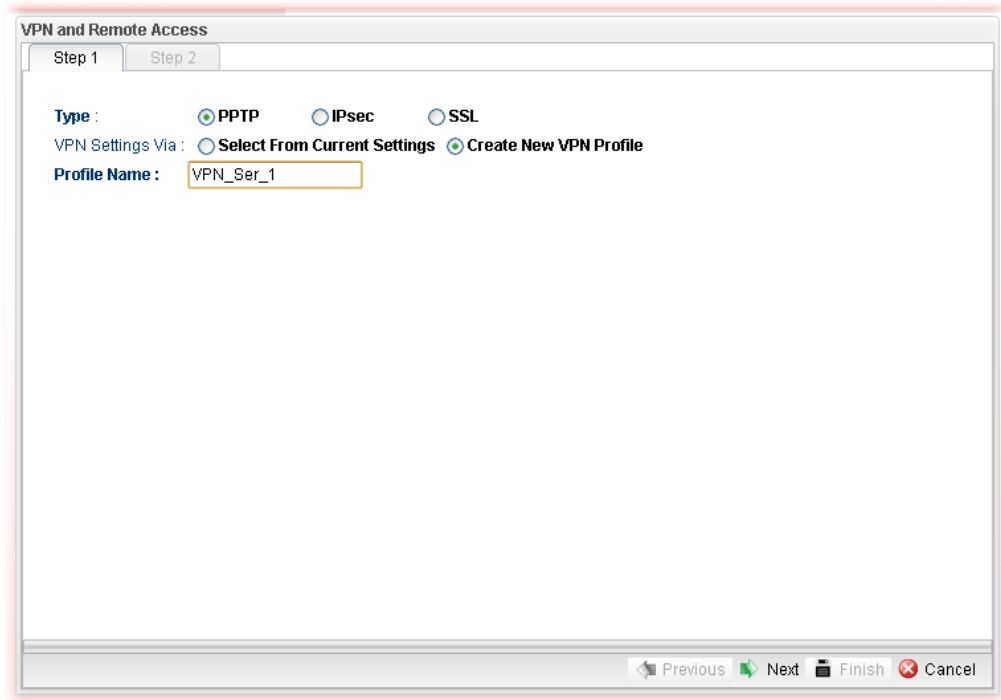 VPN and Remote Access
Step 1 Step 2
Type : PPTP IPsec SSL
VPN Settings Via : Select From Current Settings Create New VPN Profile
Profile Name : VPN_Ser_1
Previous Next Finish Cancel